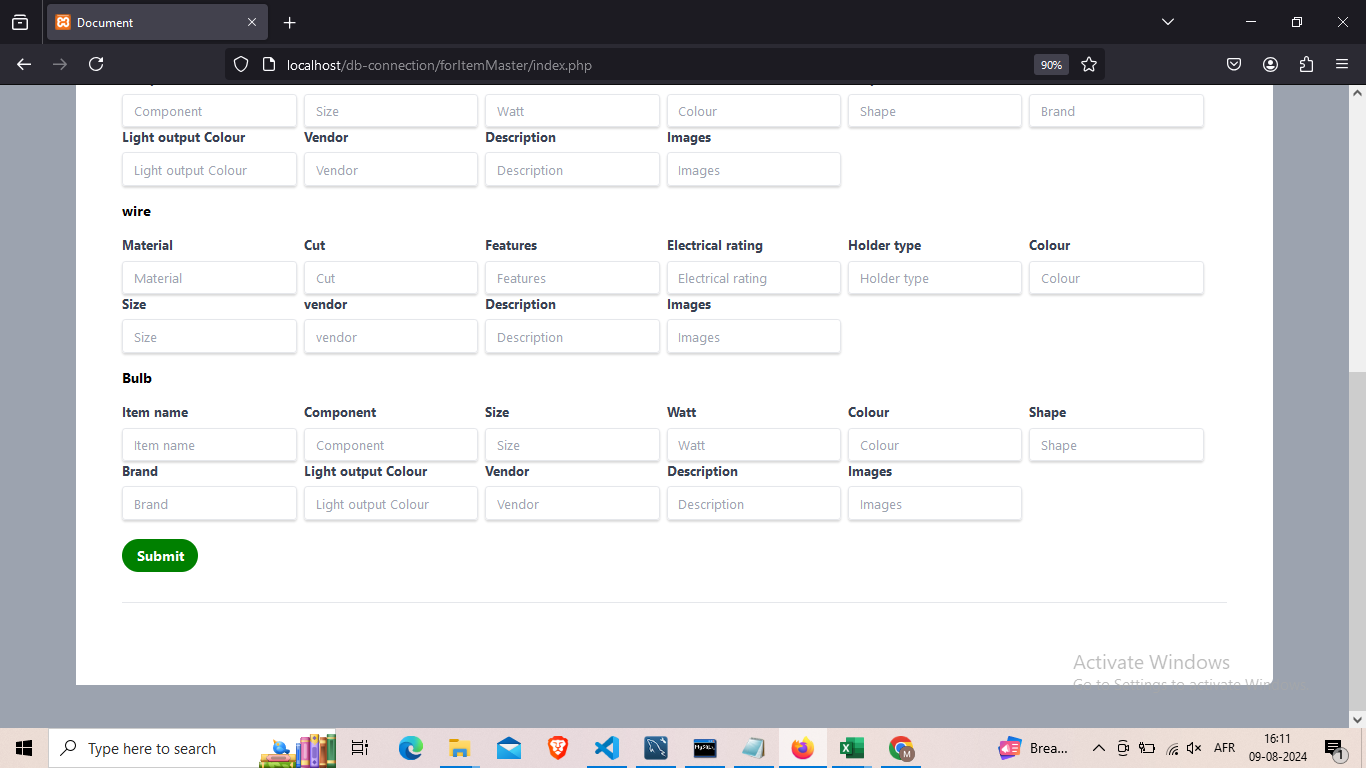 Document
localhost/db-connection/forItemMaster/index.php
90%
Component Size Watt Colour Shape Brand
Light output Colour Vendor Description Images
Light output Colour Vendor Description Images
wire
Material Cut Features Electrical rating Holder type Colour
Material Cut Features Electrical rating Holder type Colour
Size vendor Description Images
Size vendor Description Images
Bulb
Item name Component Size Watt Colour Shape
Item name Component Size Watt Colour Shape
Brand Light output Colour Vendor Description Images
Brand Light output Colour Vendor Description Images
Submit
Activate Windows
Go to Settings to activate Windows
Type here to search
Brea...
AFR
16:11
09-08-2024
1